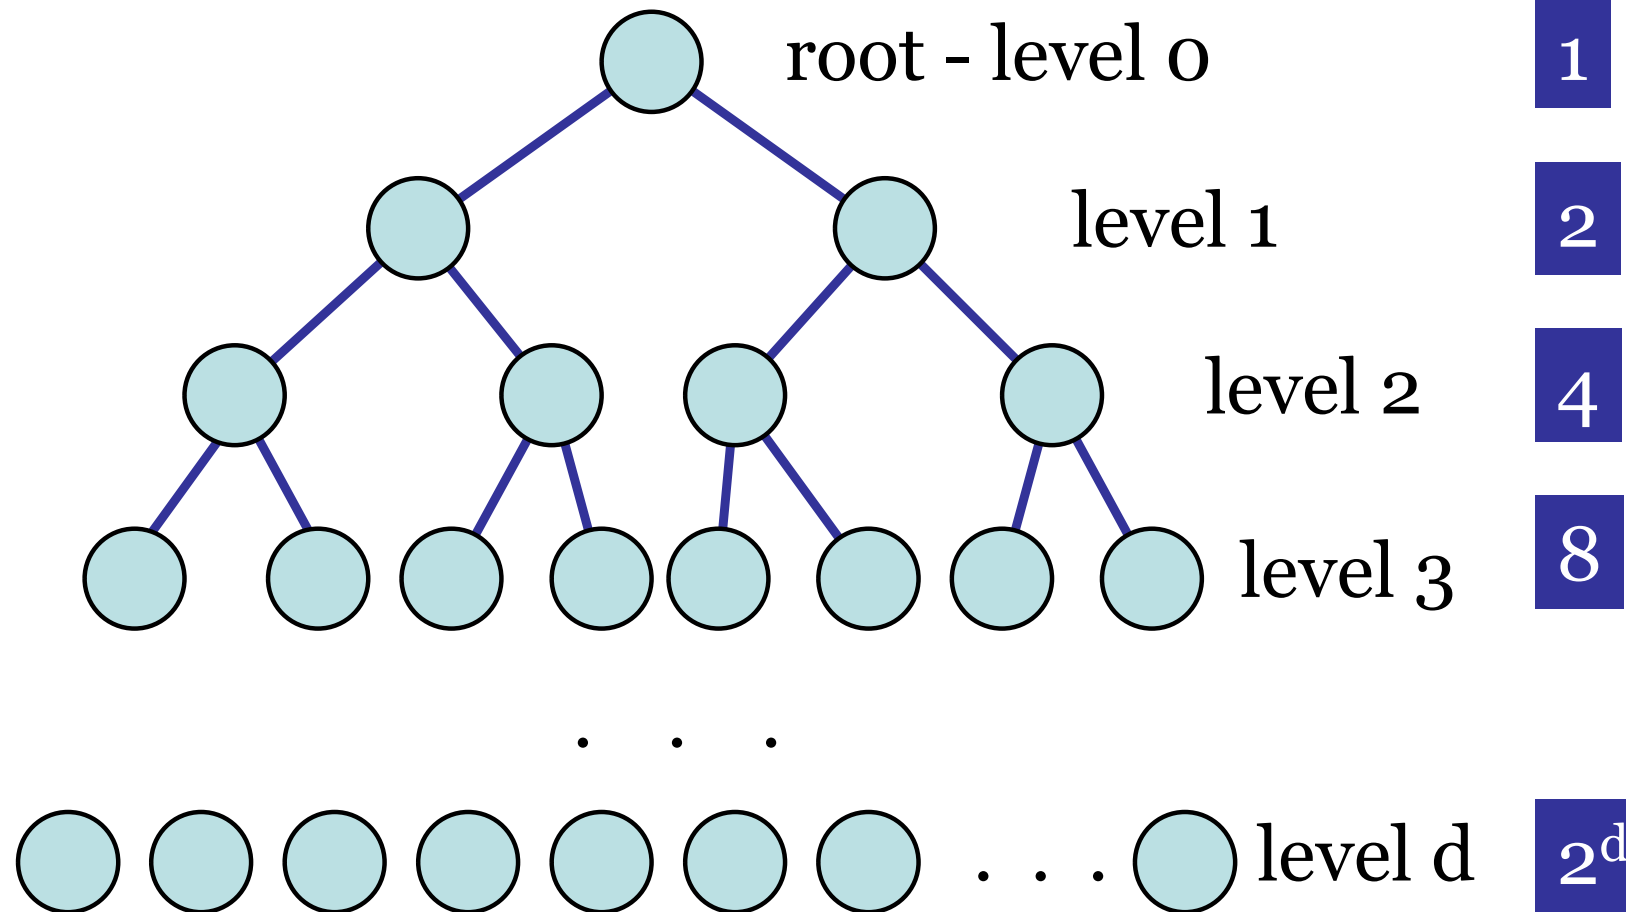 root - level 0 1
level 1 2
level 2 4
level 3 8
. . .
. . . level d 2^d